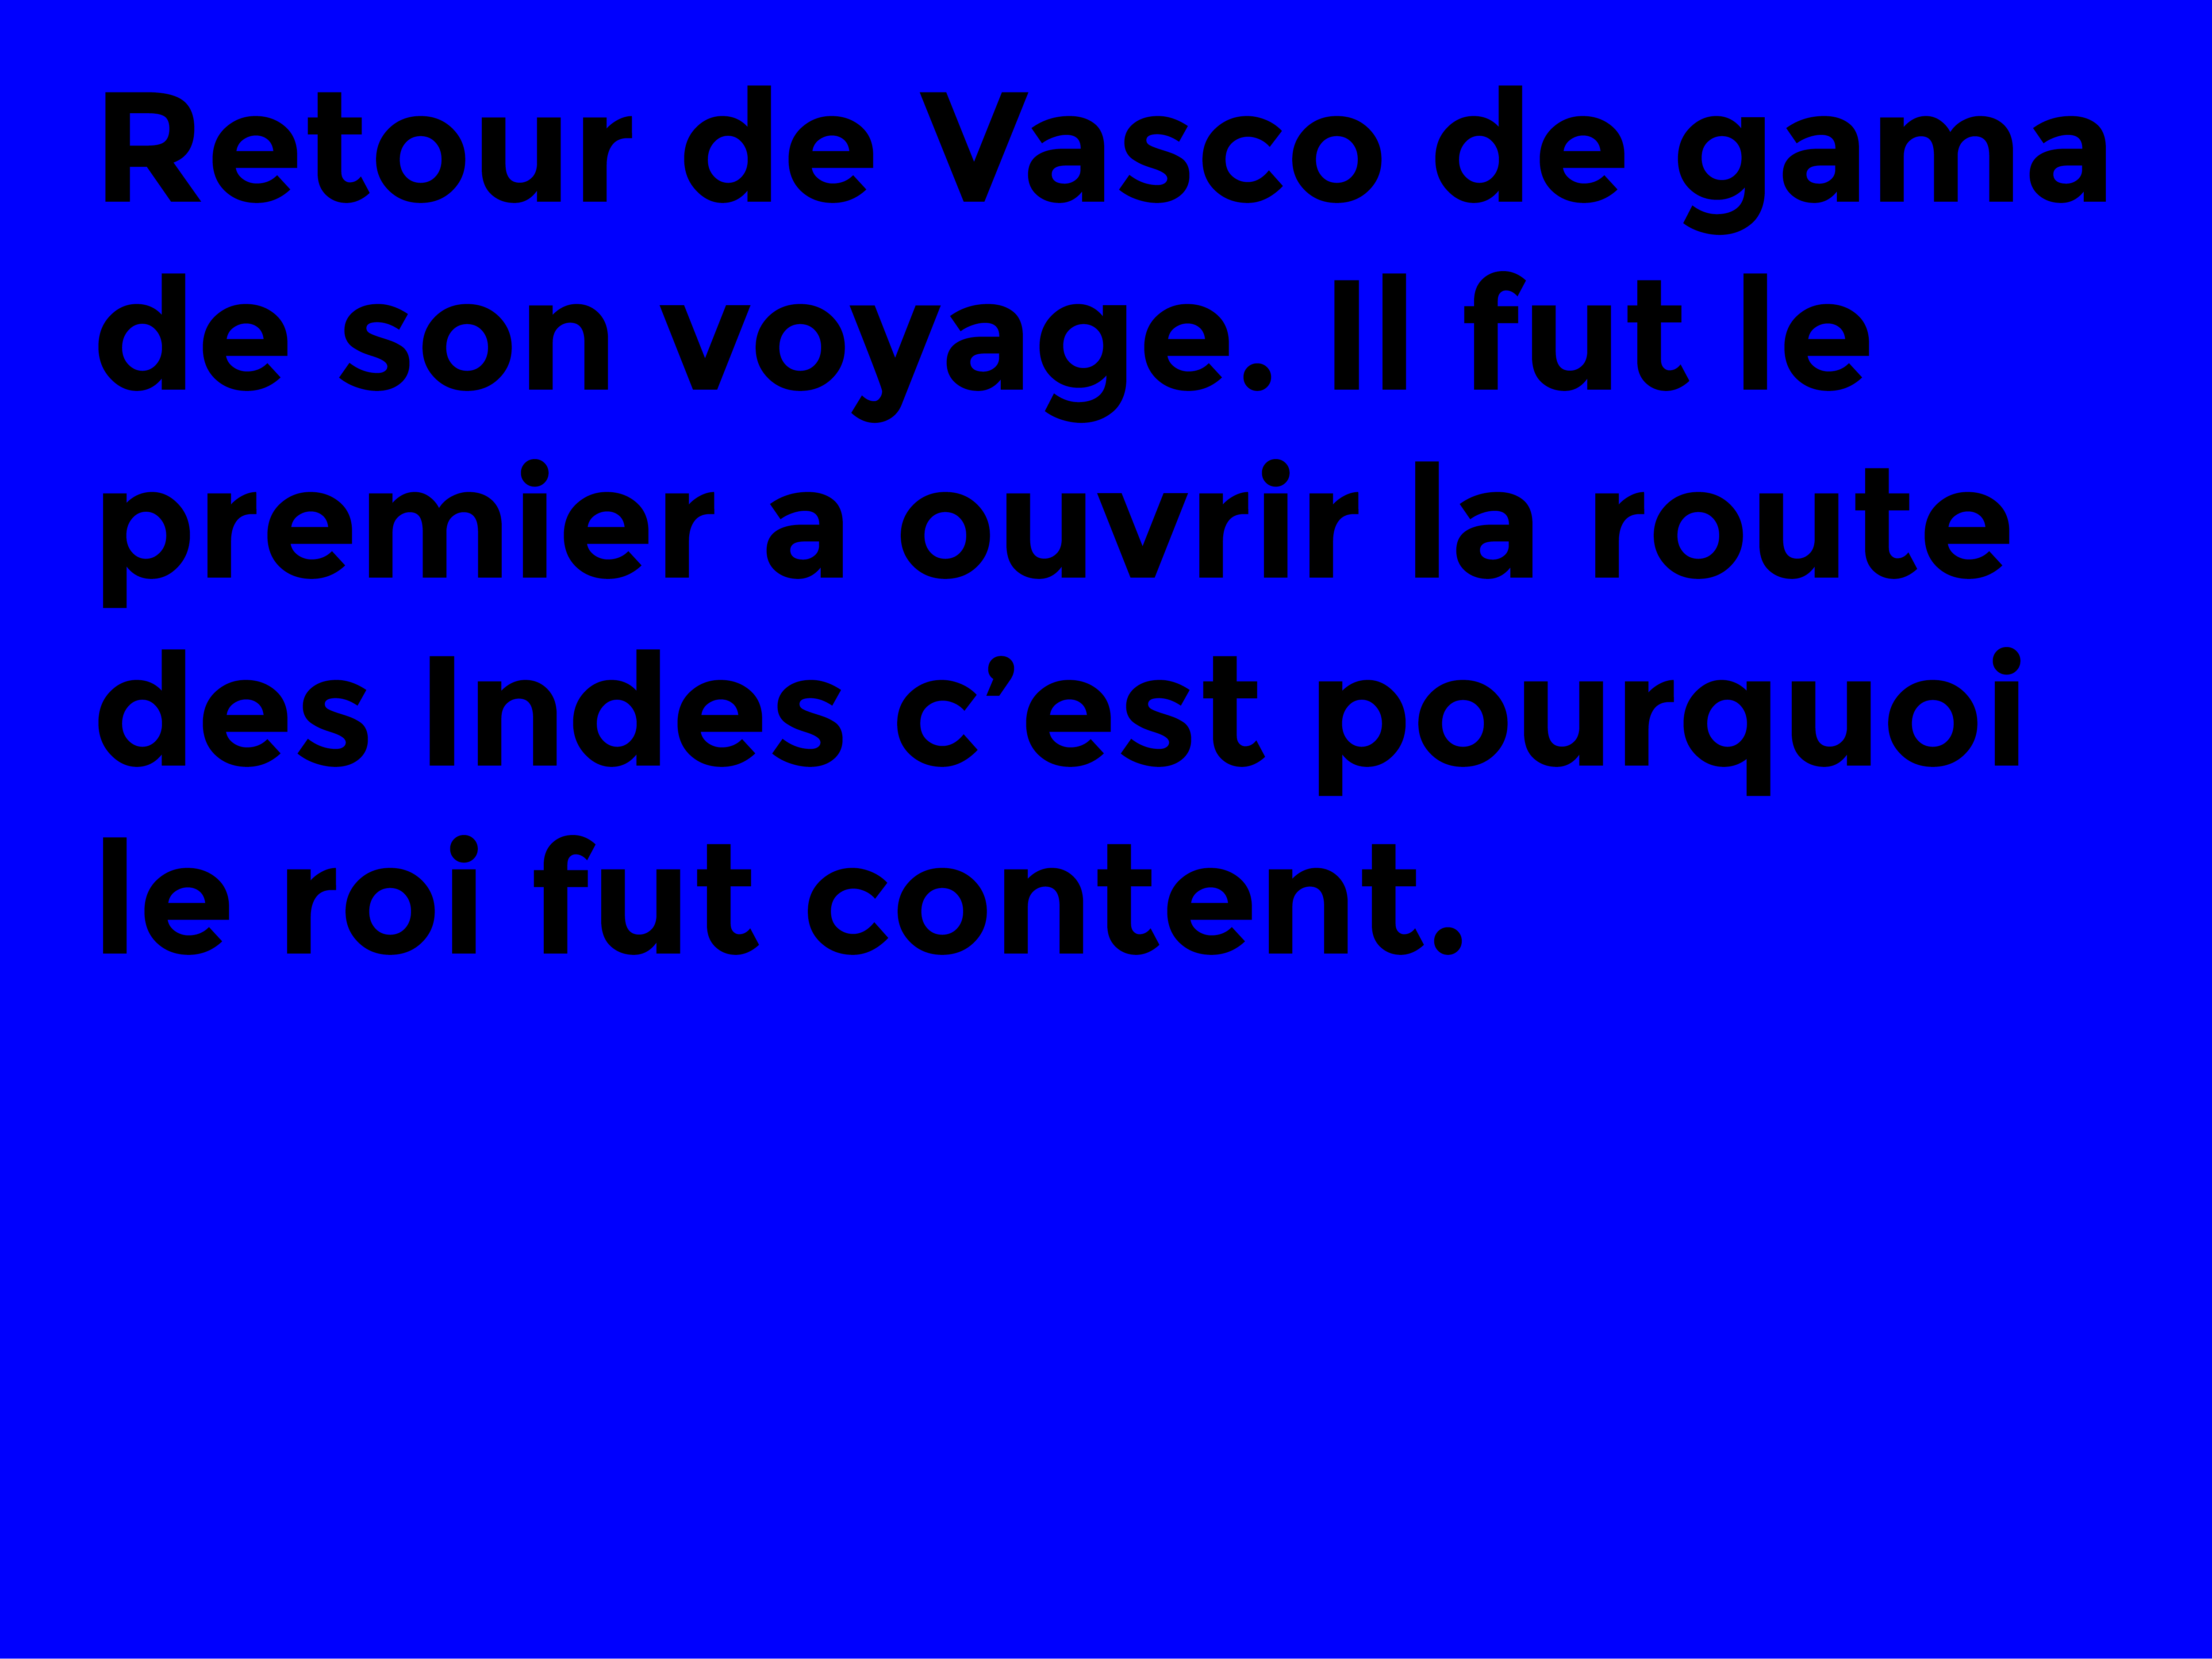 Retour de Vasco de gama
de son voyage. Il fut le
premier a ouvrir la route
des Indes c’est pourquoi
le roi fut content.